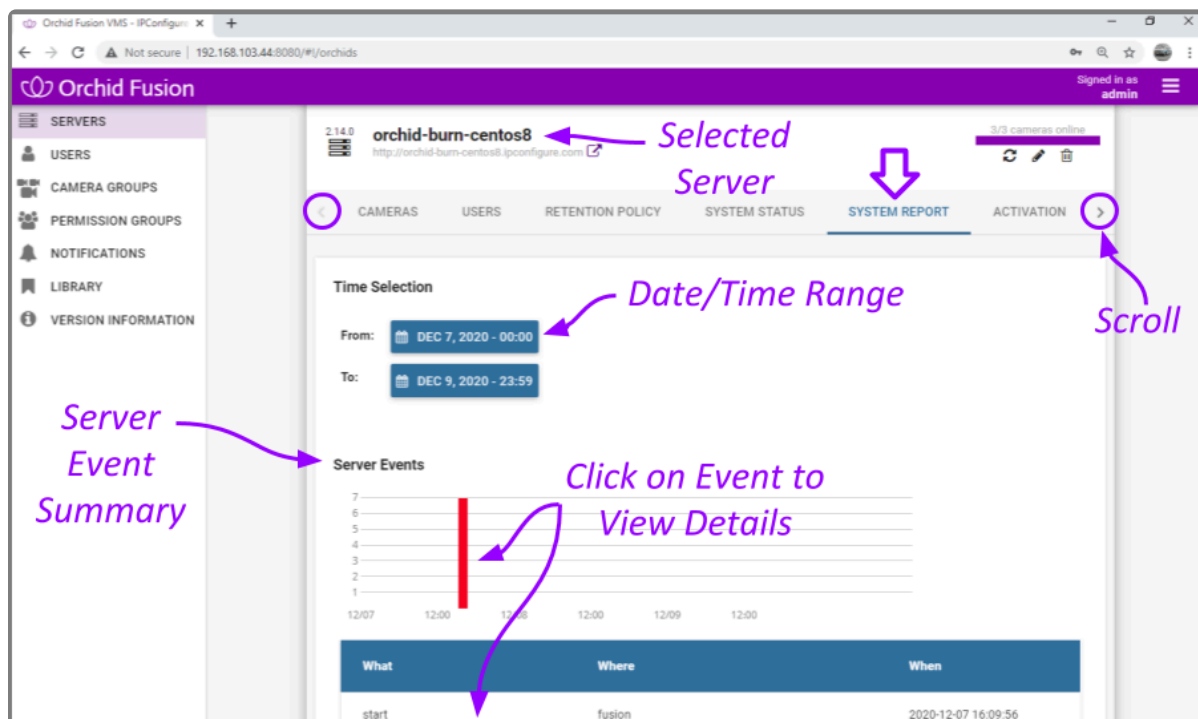 Orchid Fusion VMS - IPConfigure
Not secure | 192.168.103.44:8080/#!/orchids
Orchid Fusion
Signed in as
admin
SERVERS
USERS
CAMERA GROUPS
PERMISSION GROUPS
NOTIFICATIONS
LIBRARY
VERSION INFORMATION
2.14.0
orchid-burn-centos8
http://orchid-burn-centos8.ipconfigure.com
Selected
Server
3/3 cameras online
CAMERAS USERS RETENTION POLICY SYSTEM STATUS SYSTEM REPORT ACTIVATION
Scroll
Time Selection
Date/Time Range
From: DEC 7, 2020 - 00:00
To: DEC 9, 2020 - 23:59
Server
Event
Summary
Server Events
Click on Event to
View Details
7
6
5
4
3
2
1
12/07 12:00 12/08 12:00 12/09 12:00
What Where When
start fusion 2020-12-07 16:09:56